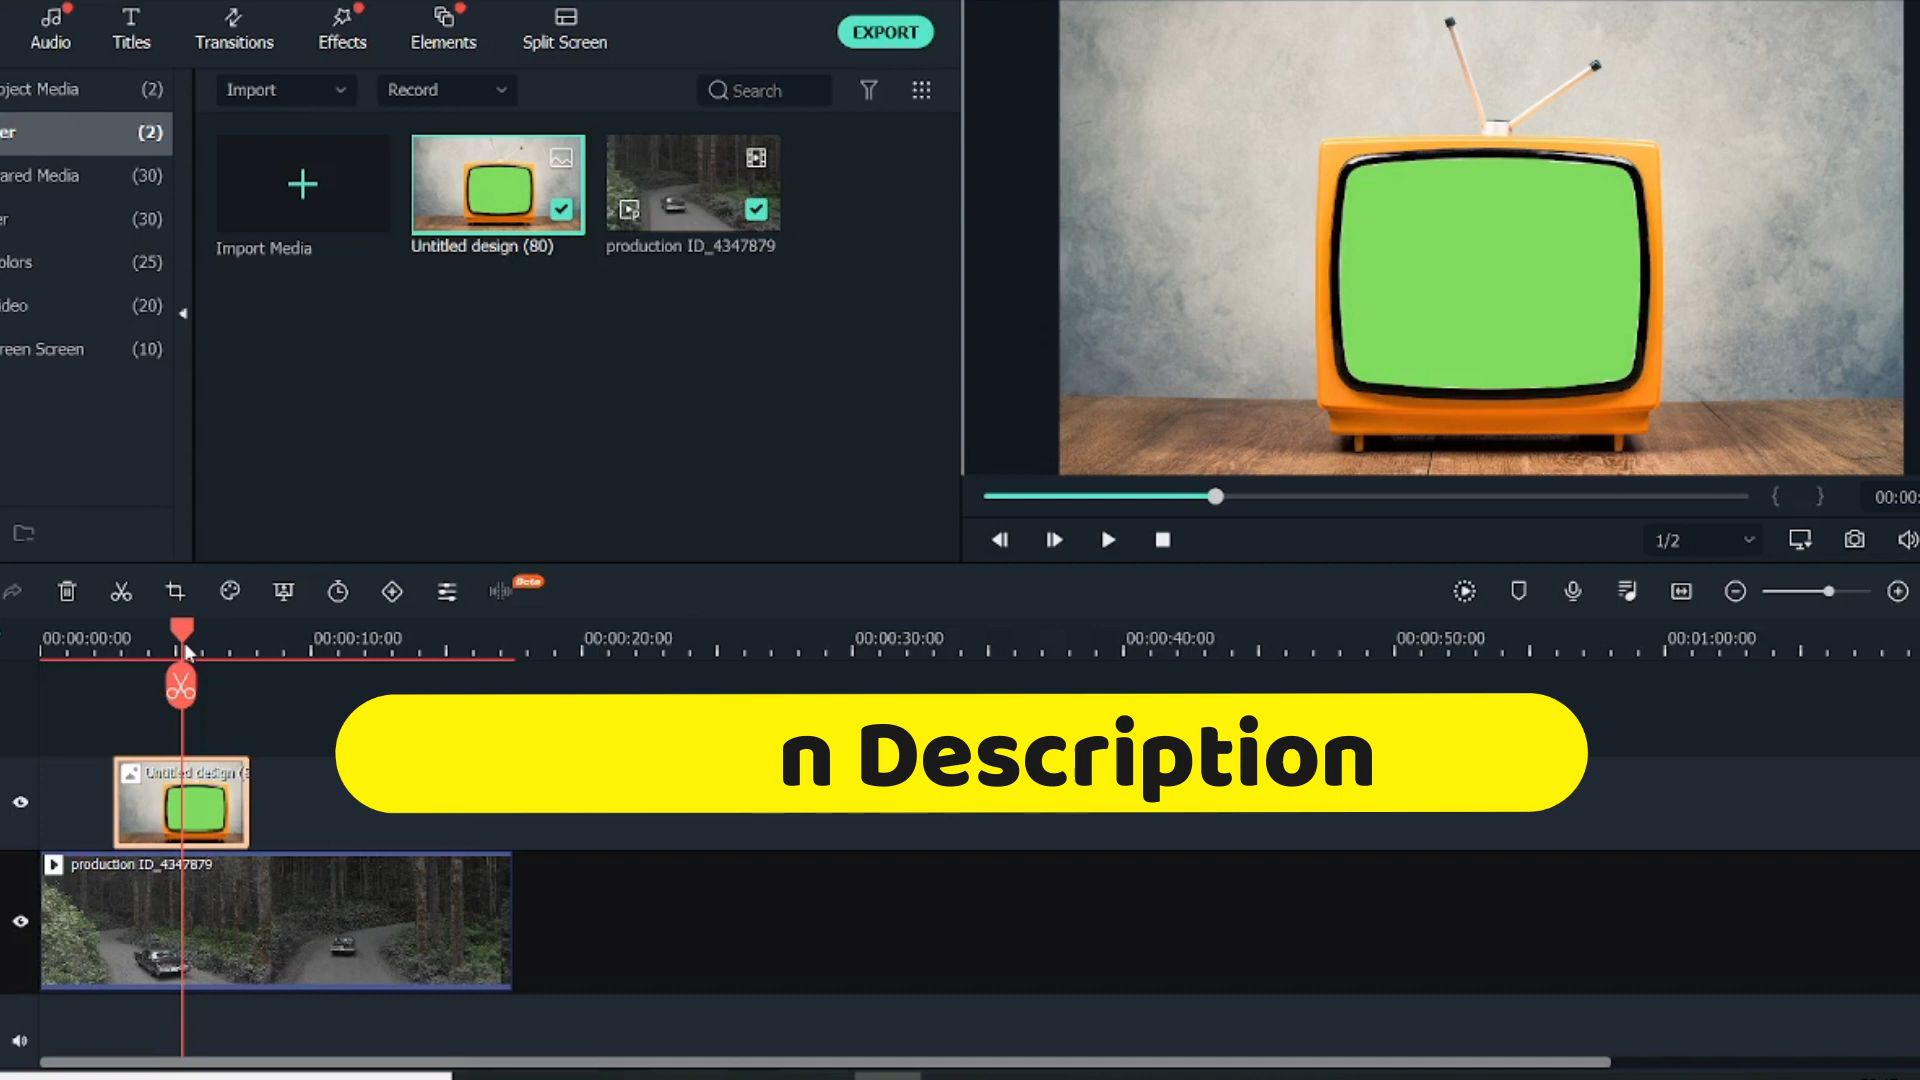 Audio
Titles
Transitions
Effects
Elements
Split Screen
EXPORT
oject Media (2)
er (2)
ared Media (30)
er (30)
olors (25)
ideo (20)
reen Screen (10)
Import
Record
Search
Import Media
Untitled design (80)
production ID_4347879
00:00:
1/2
Beta
00:00:00:00
00:00:10:00
00:00:20:00
00:00:30:00
00:00:40:00
00:00:50:00
00:01:00:00
n Description
Untitled design (8
production ID_4347879